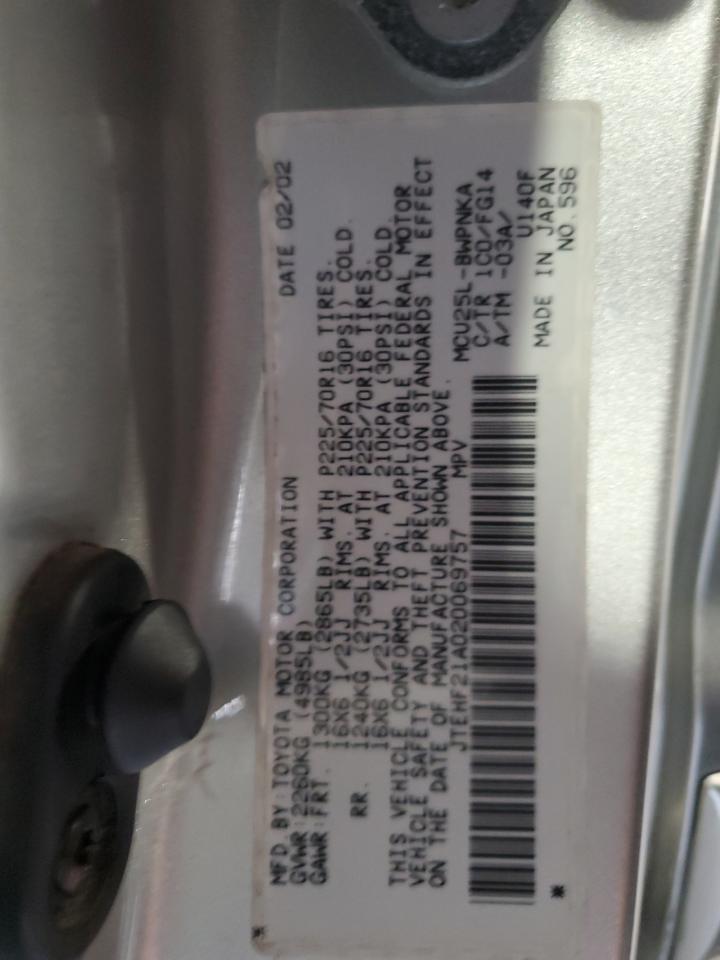 MFD BY:TOYOTA MOTOR CORPORATION DATE 02/02
GVWR:2260KG (4985LB)
GAWR:FRT. 1300KG (2865LB) WITH P225/70R16 TIRES.
16X6 1/2JJ RIMS. AT 210KPA (30PSI) COLD.
RR. 1240KG (2735LB) WITH P225/70R16 TIRES.
16X6 1/2JJ RIMS. AT 210KPA (30PSI) COLD.
THIS VEHICLE CONFORMS TO ALL APPLICABLE FEDERAL MOTOR
VEHICLE SAFETY AND THEFT PREVENTION STANDARDS IN EFFECT
ON THE DATE OF MANUFACTURE SHOWN ABOVE.
JTEHF21A020069757 MPV
MCU25L-BWPNKA
C/TR 1C0/FG14
A/TM -03A/
U140F
MADE IN JAPAN
NO.596